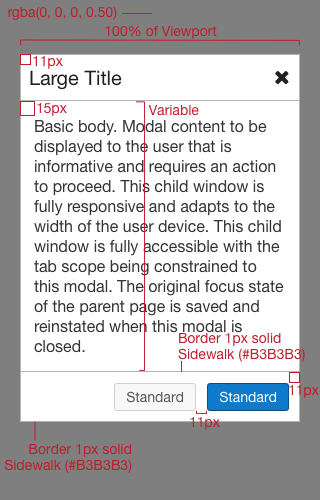 rgba(0, 0, 0, 0.50)
100% of Viewport
11px
Large Title
15px
Variable
Basic body. Modal content to be
displayed to the user that is
informative and requires an action
to proceed. This child window is
fully responsive and adapts to the
width of the user device. This child
window is fully accessible with the
tab scope being constrained to
this modal. The original focus state
of the parent page is saved and
reinstated when this modal is
closed.
Border 1px solid
Sidewalk (#B3B3B3)
Standard
Standard
11px
11px
Border 1px solid
Sidewalk (#B3B3B3)